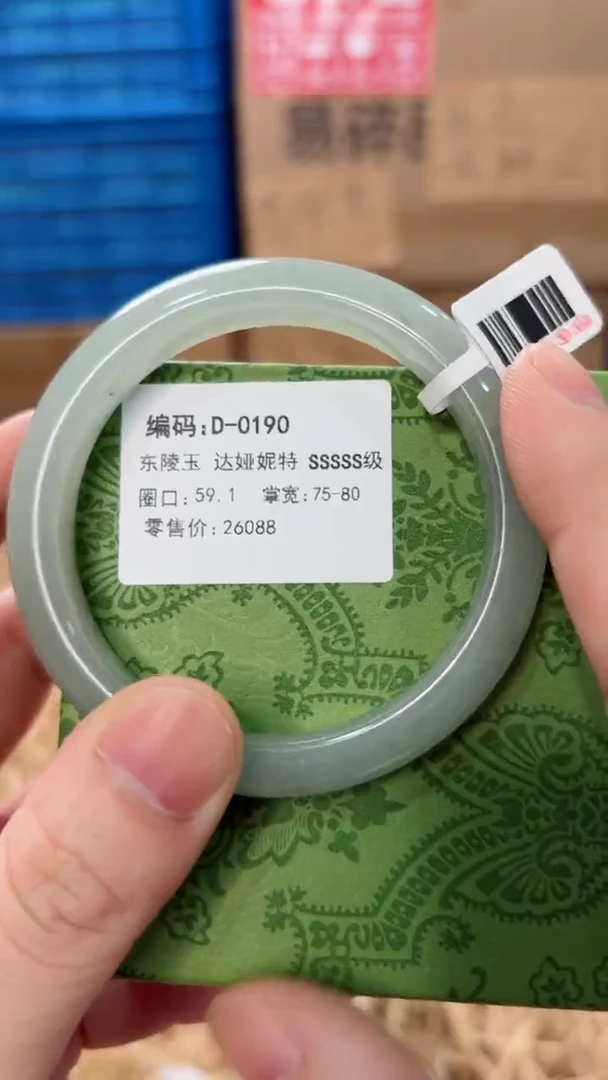 编码:D-0190
东陵玉 达娅妮特 SSSSS级
圈口:59.1 掌宽:75-80
零售价:26088